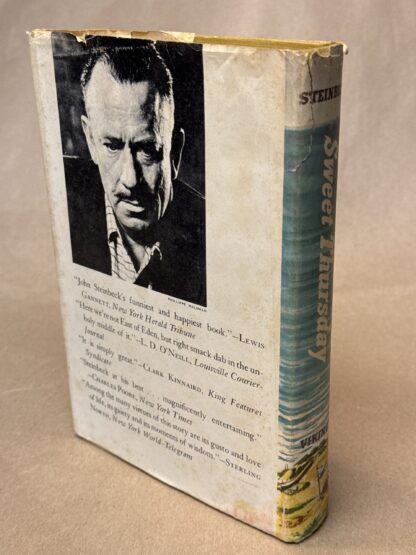 PHILIPPE HALSMAN
"John Steinbeck's funniest and happiest book."—LEWIS
GANNETT, New York Herald Tribune
"Here we're not East of Eden, but right smack dab in the un-
holy middle of it."—L. D. O'NEILL, Louisville Courier-
Journal
"It is simply great."—CLARK KINNAIRD, King Features
Syndicate
"Steinbeck at his best . . . magnificently entertaining."
—CHARLES POORE, New York Times
"Among the many virtues of this story are its gusto and love
of life, its gaiety and its moments of wisdom."—STERLING
NORTH, New York World-Telegram
STEINBE
Sweet Thursday
VIKING